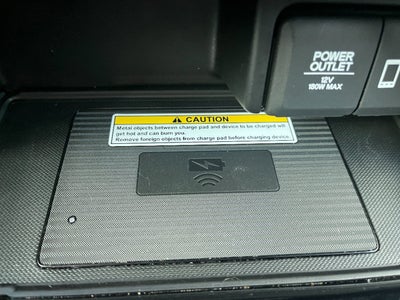 POWER
OUTLET
12V
180W MAX
CAUTION
Metal objects between charge pad and device to be charged will
get hot and can burn you.
Remove foreign objects from charge pad before charging device.